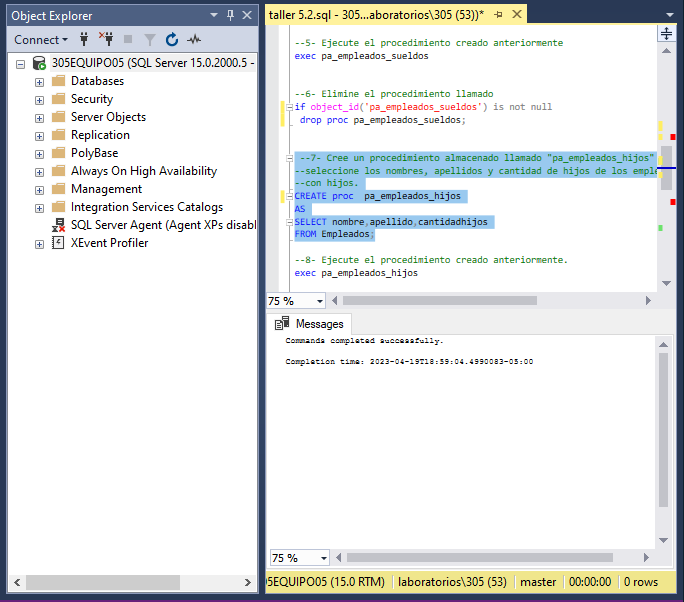 Object Explorer
Connect
305EQUIPO05 (SQL Server 15.0.2000.5 -
Databases
Security
Server Objects
Replication
PolyBase
Always On High Availability
Management
Integration Services Catalogs
SQL Server Agent (Agent XPs disabl
XEvent Profiler
taller 5.2.sql - 305...aboratorios\305 (53))*
--5- Ejecute el procedimiento creado anteriormente
exec pa_empleados_sueldos
--6- Elimine el procedimiento llamado
if object_id('pa_empleados_sueldos') is not null
drop proc pa_empleados_sueldos;
--7- Cree un procedimiento almacenado llamado "pa_empleados_hijos"
--seleccione los nombres, apellidos y cantidad de hijos de los emple
--con hijos.
CREATE proc  pa_empleados_hijos
AS
SELECT nombre,apellido,cantidadhijos
FROM Empleados;
--8- Ejecute el procedimiento creado anteriormente.
exec pa_empleados_hijos
75 %
Messages
Commands completed successfully.
Completion time: 2023-04-19T18:59:04.4990083-05:00
75 %
05EQUIPO05 (15.0 RTM)
laboratorios\305 (53)
master
00:00:00
0 rows